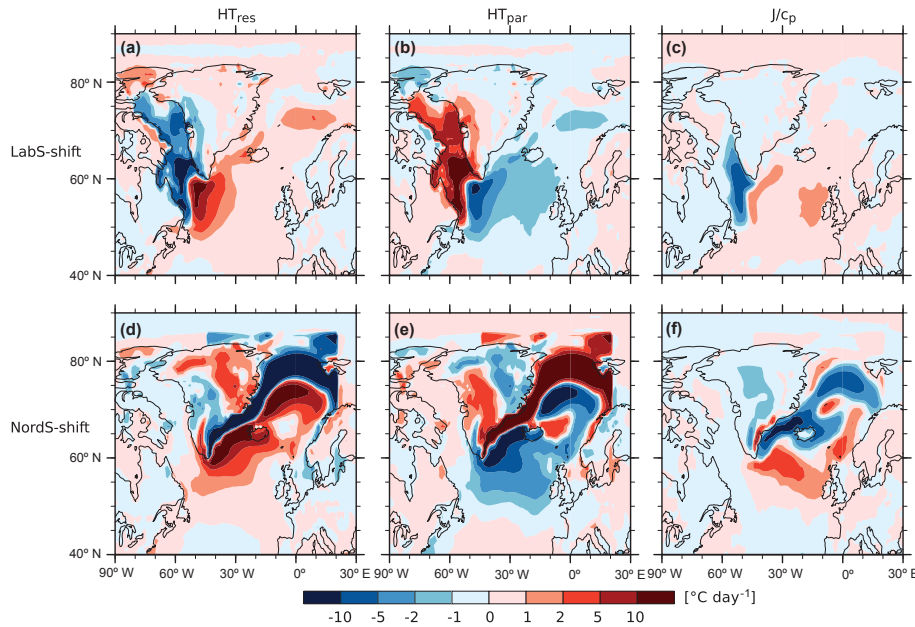 HTres HTpar J/cp
(a) (b) (c)
80° N
LabS-shift
60° N
40° N
(d) (e) (f)
80° N
NordS-shift
60° N
40° N
90° W 60° W 30° W 0° 30° E 90° W 60° W 30° W 0° 30° E 90° W 60° W 30° W 0° 30° E
[°C day-1]
-10 -5 -2 -1 0 1 2 5 10